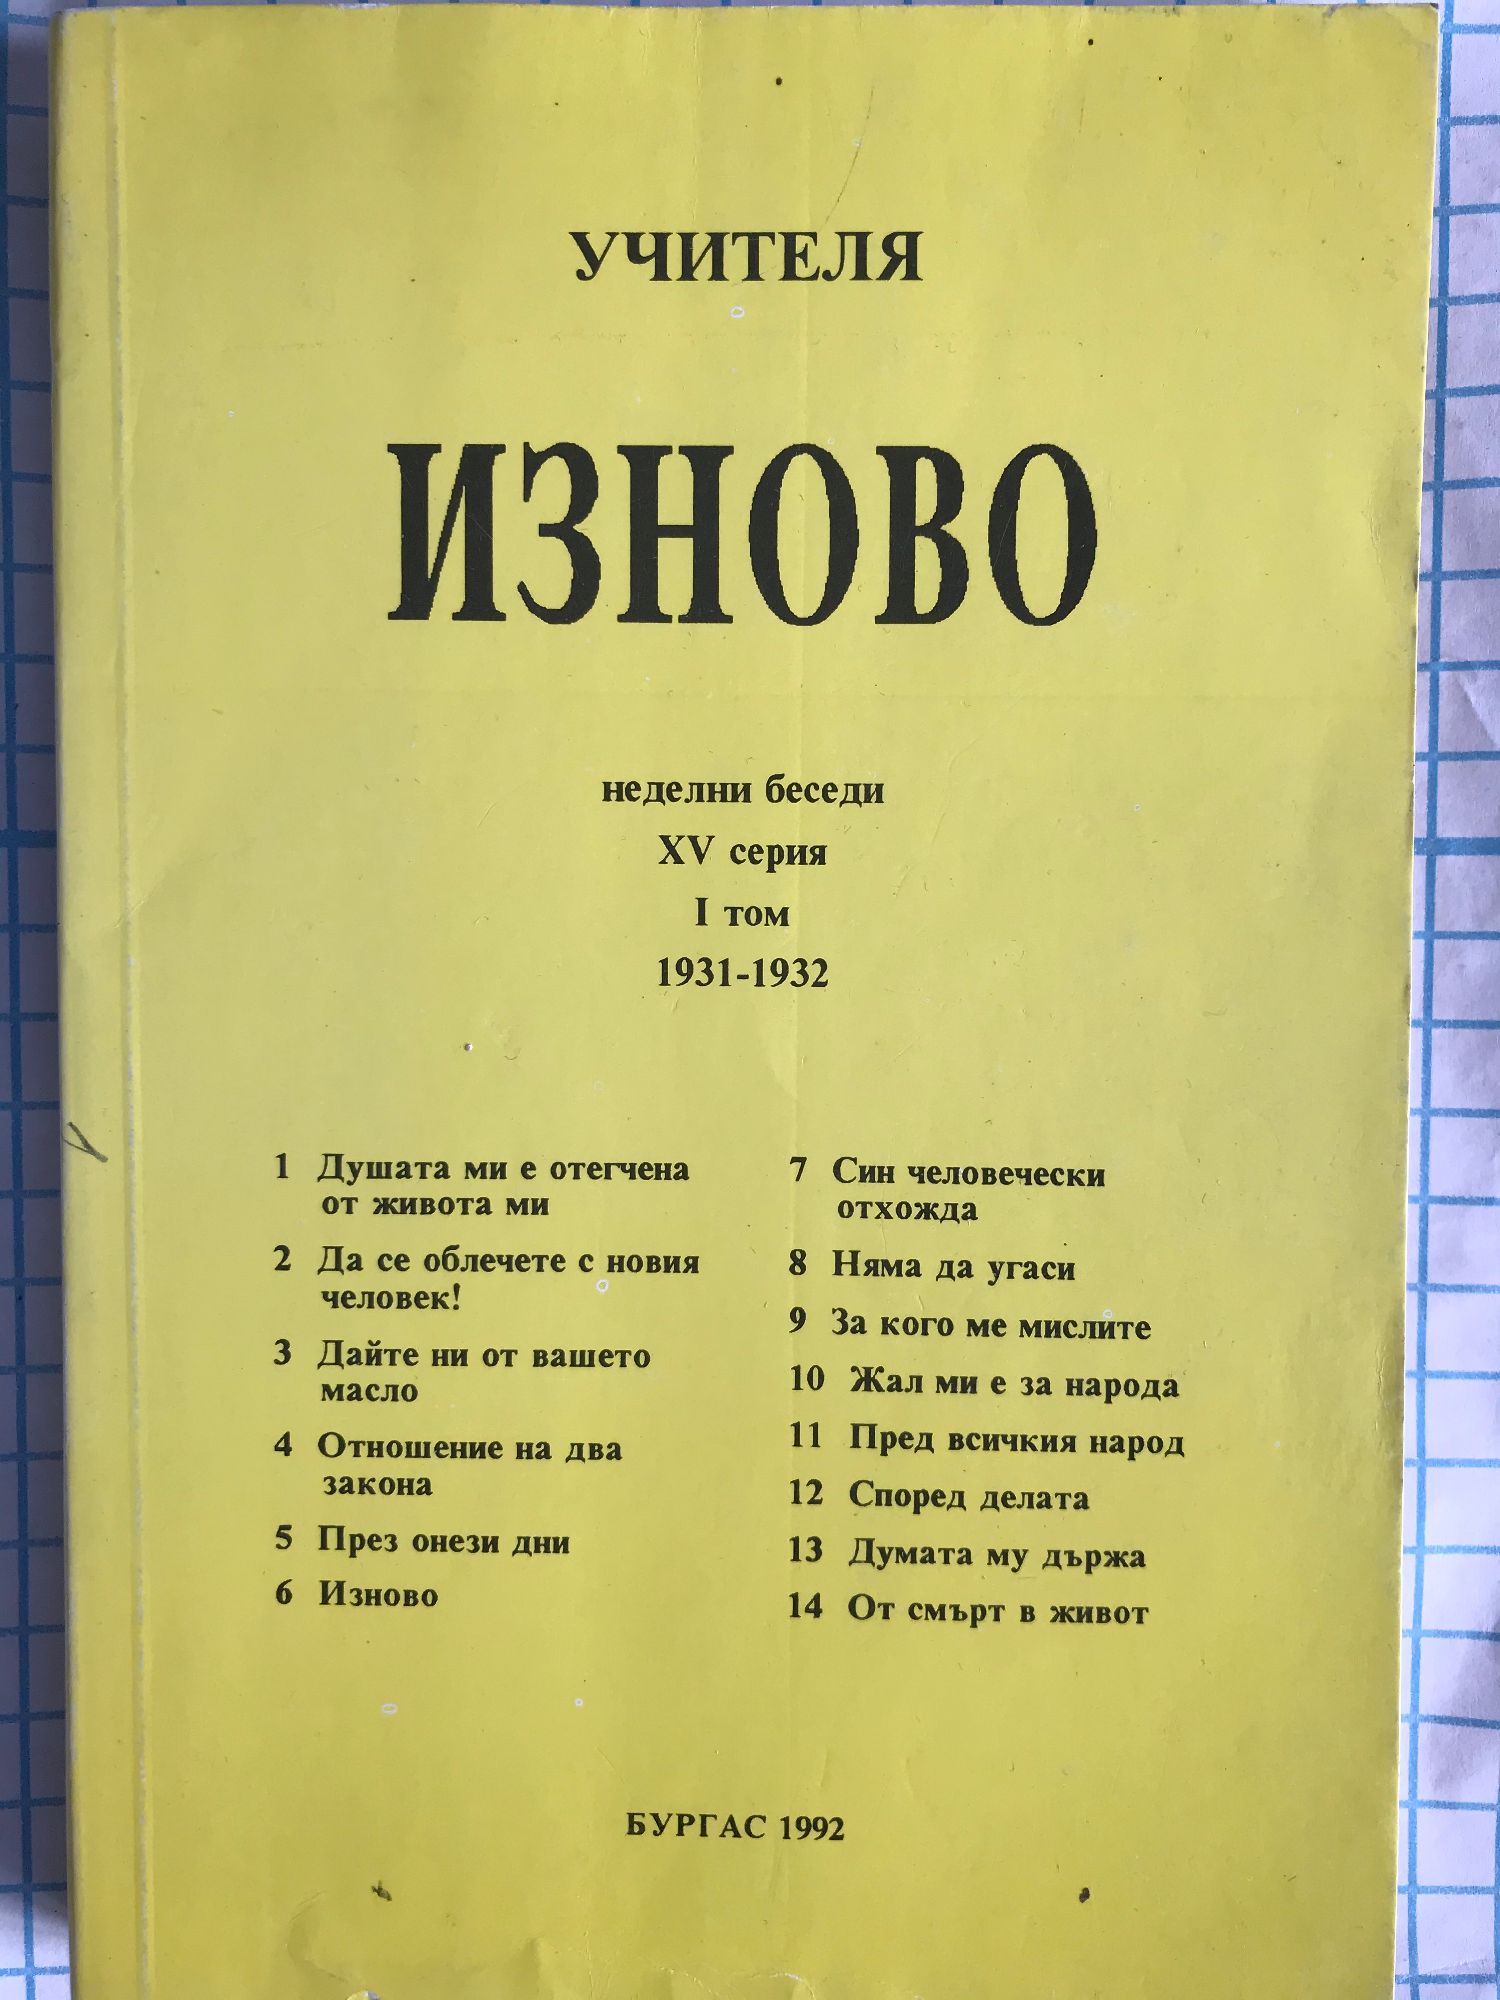 УЧИТЕЛЯ
ИЗНОВО
неделни беседи
XV серия
I том
1931-1932
1 Душата ми е отегчена
от живота ми
2 Да се облечете с новия
человек!
3 Дайте ни от вашето
масло
4 Отношение на два
закона
5 През онези дни
6 Изново
7 Син человечески
отхожда
8 Няма да угаси
9 За кого ме мислите
10 Жал ми е за народа
11 Пред всичкия народ
12 Според делата
13 Думата му държа
14 От смърт в живот
БУРГАС 1992